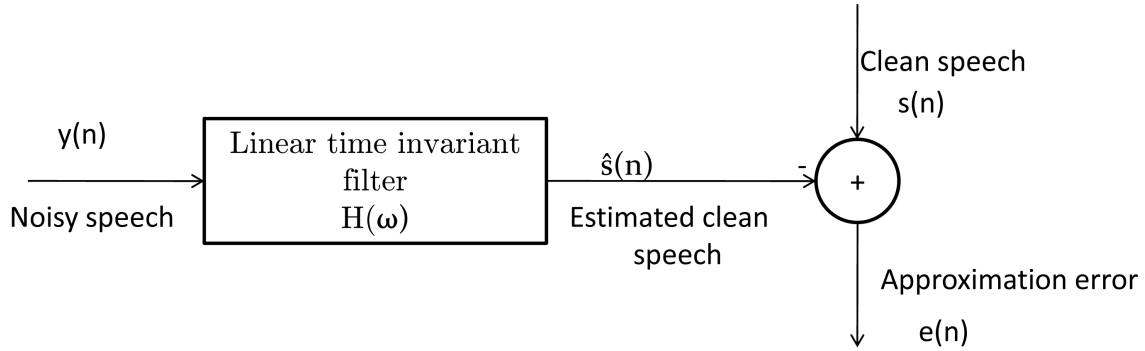 y(n)
Noisy speech
Linear time invariant
filter
H(ω)
ŝ(n)
Estimated clean
speech
-
+
Clean speech
s(n)
Approximation error
e(n)